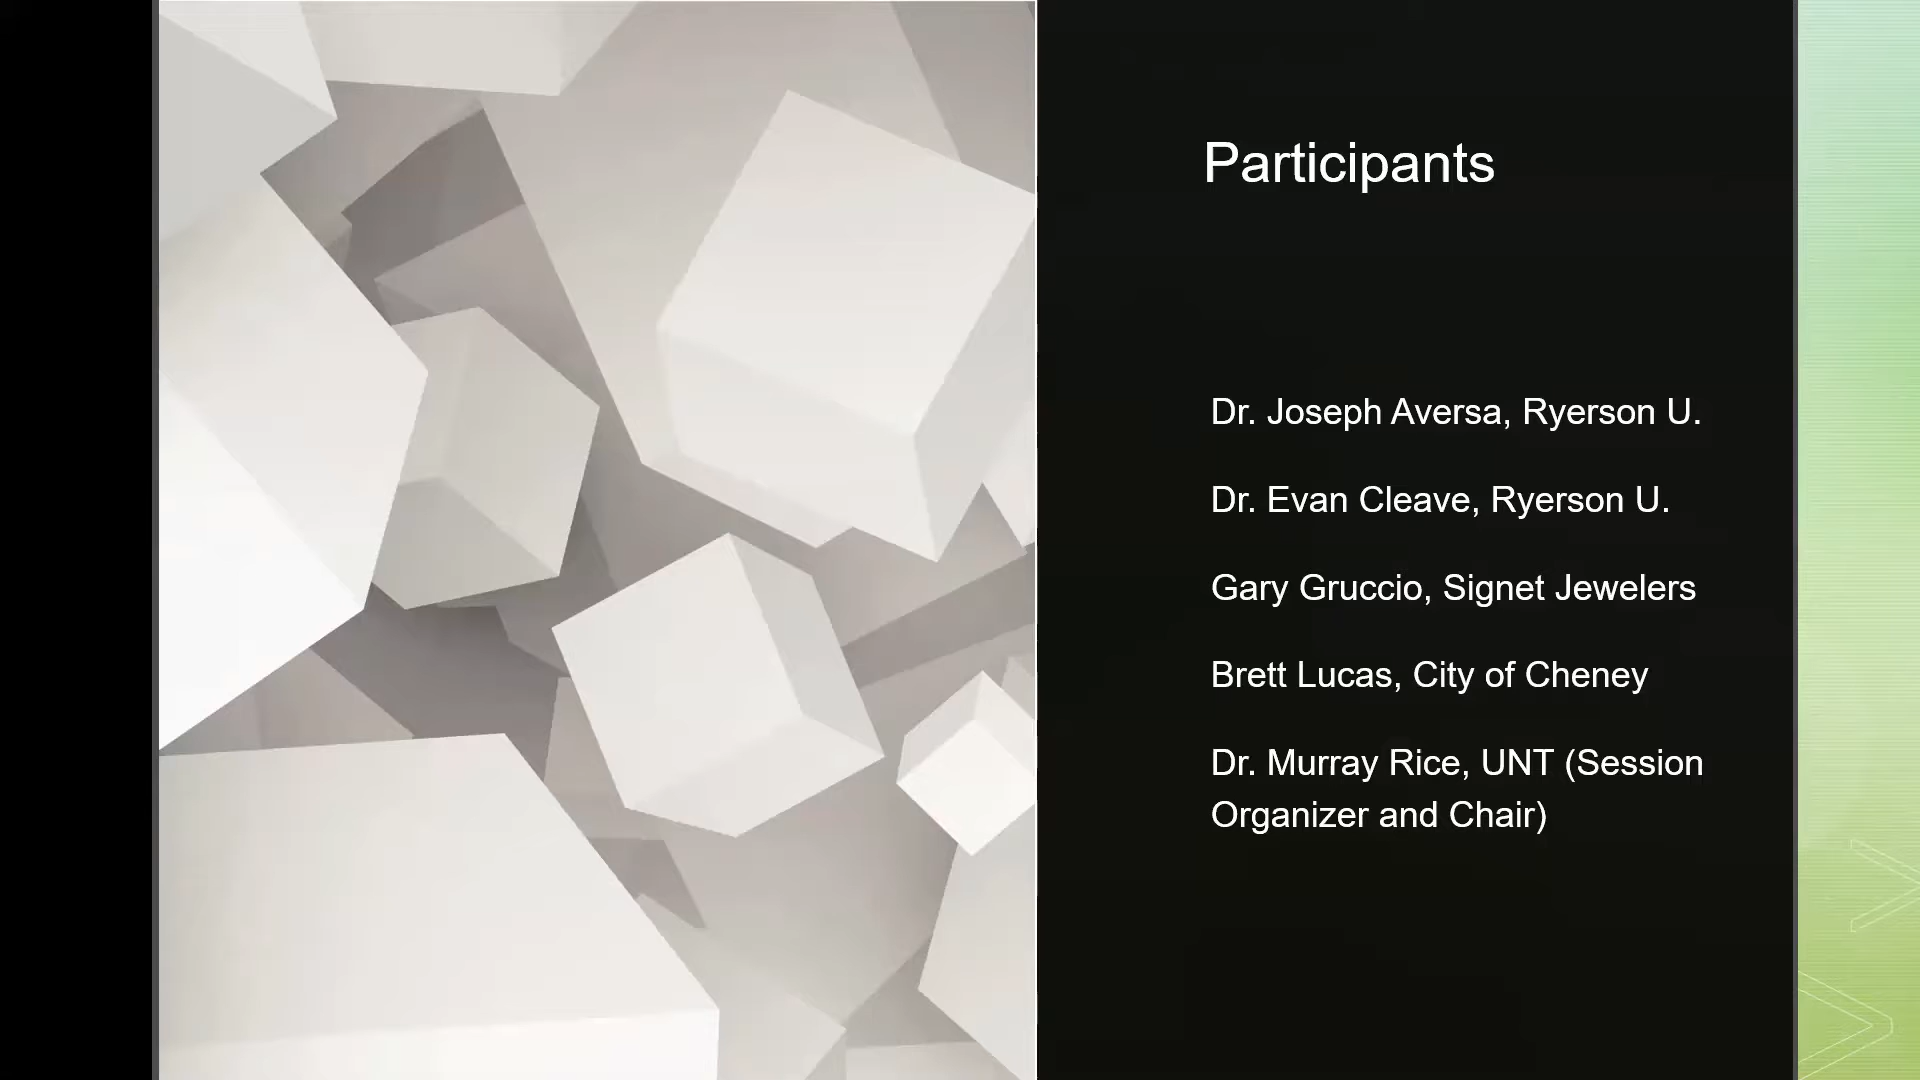 Participants
Dr. Joseph Aversa, Ryerson U.
Dr. Evan Cleave, Ryerson U.
Gary Gruccio, Signet Jewelers
Brett Lucas, City of Cheney
Dr. Murray Rice, UNT (Session
Organizer and Chair)